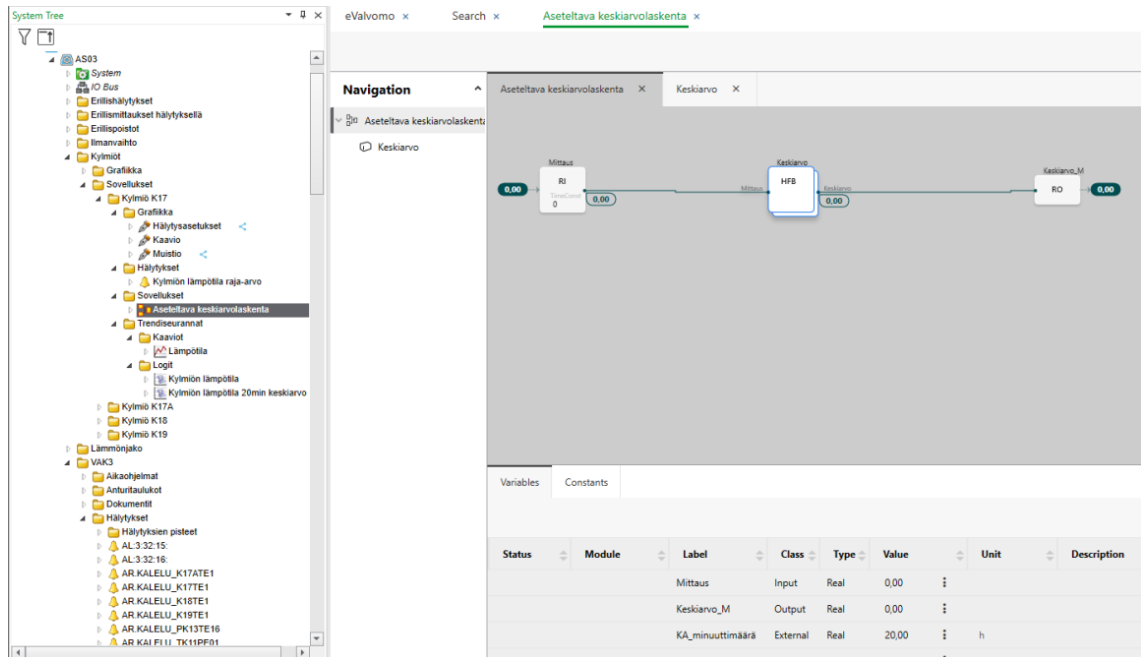 System Tree
AS03
System
IO Bus
Erillishälytykset
Erillismittaukset hälytyksellä
Erillispoistot
Ilmanvaihto
Kylmiöt
Grafiikka
Sovellukset
Kylmiö K17
Grafikka
Hälytysasetukset
Kaavio
Muistio
Hälytykset
Kylmiön lämpötila raja-arvo
Sovellukset
Aseteltava keskiarvolaskenta
Trendiseurannat
Kaaviot
Lämpötila
Logit
Kylmiön lämpötila
Kylmiön lämpötila 20min keskiarvo
Kylmiö K17A
Kylmiö K18
Kylmiö K19
Lämmönjako
VAK3
Aikaohjelmat
Anturitaulukot
Dokumentit
Hälytykset
Hälytyksien pisteet
AL:3:32:15:
AL:3:32:16:
AR.KALELU_K17ATE1
AR.KALELU_K17TE1
AR.KALELU_K18TE1
AR.KALELU_K19TE1
AR.KALELU_PK13TE16
AR.KALELU_TK11PE01
eValvomo × Search × Aseteltava keskiarvolaskenta ×
Navigation
Aseteltava keskiarvolaskenta
Keskiarvo
Aseteltava keskiarvolaskenta × Keskiarvo ×
Mittaus
0,00
RI
TimeConst
0
0,00
Mittaus
Keskiarvo
HFB
Keskiarvo
0,00
Keskiarvo_M
RO
0,00
Variables Constants
Status Module Label Class Type Value Unit Description
Mittaus Input Real 0,00
Keskiarvo_M Output Real 0,00
KA_minuuttimäärä External Real 20,00 h